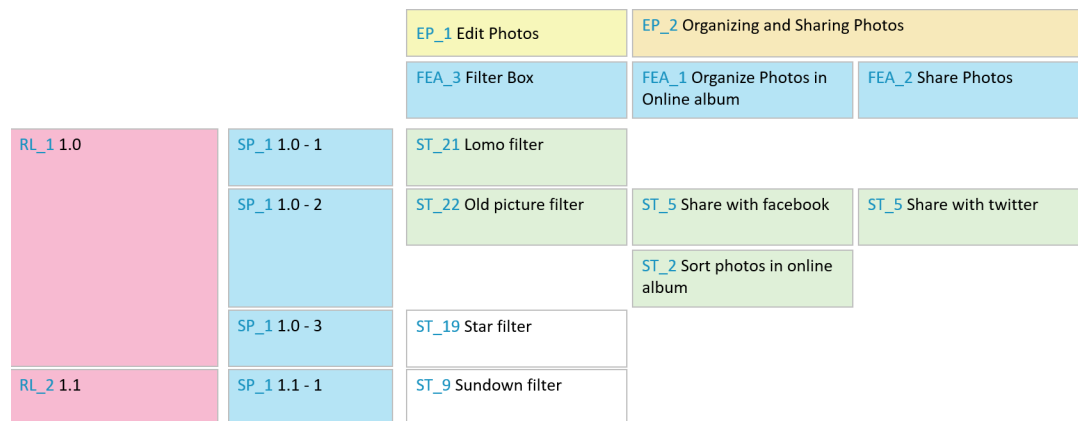 EP_1 Edit Photos
EP_2 Organizing and Sharing Photos
FEA_3 Filter Box
FEA_1 Organize Photos in
Online album
FEA_2 Share Photos
RL_1 1.0
SP_1 1.0 - 1
ST_21 Lomo filter
SP_1 1.0 - 2
ST_22 Old picture filter
ST_5 Share with facebook
ST_5 Share with twitter
ST_2 Sort photos in online
album
SP_1 1.0 - 3
ST_19 Star filter
RL_2 1.1
SP_1 1.1 - 1
ST_9 Sundown filter